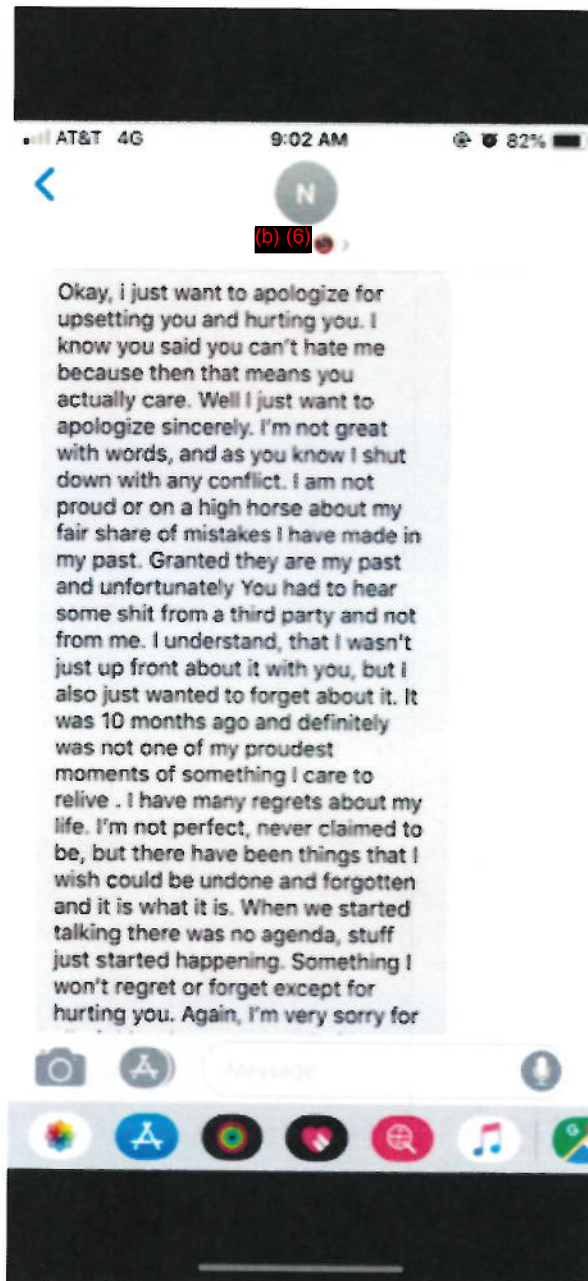 AT&T 4G 9:02 AM 82%
N
(b) (6)
Okay, i just want to apologize for
upsetting you and hurting you. I
know you said you can't hate me
because then that means you
actually care. Well I just want to
apologize sincerely. I'm not great
with words, and as you know I shut
down with any conflict. I am not
proud or on a high horse about my
fair share of mistakes I have made in
my past. Granted they are my past
and unfortunately You had to hear
some shit from a third party and not
from me. I understand, that I wasn't
just up front about it with you, but I
also just wanted to forget about it. It
was 10 months ago and definitely
was not one of my proudest
moments of something I care to
relive . I have many regrets about my
life. I'm not perfect, never claimed to
be, but there have been things that I
wish could be undone and forgotten
and it is what it is. When we started
talking there was no agenda, stuff
just started happening. Something I
won't regret or forget except for
hurting you. Again, I'm very sorry for
Message